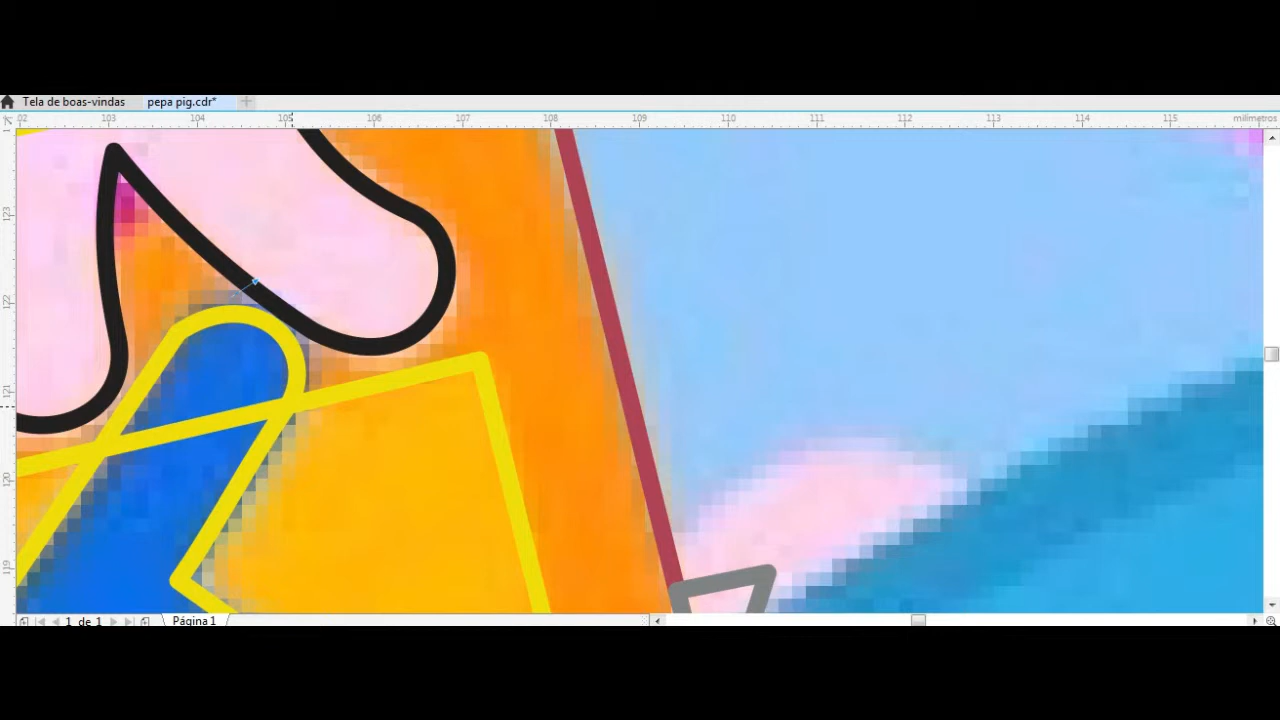 Tela de boas-vindas pepa pig.cdr*
102 103 104 105 106 107 108 109 110 111 112 113 114 115 milímetros
123
122
121
120
119
1 de 1 Página 1